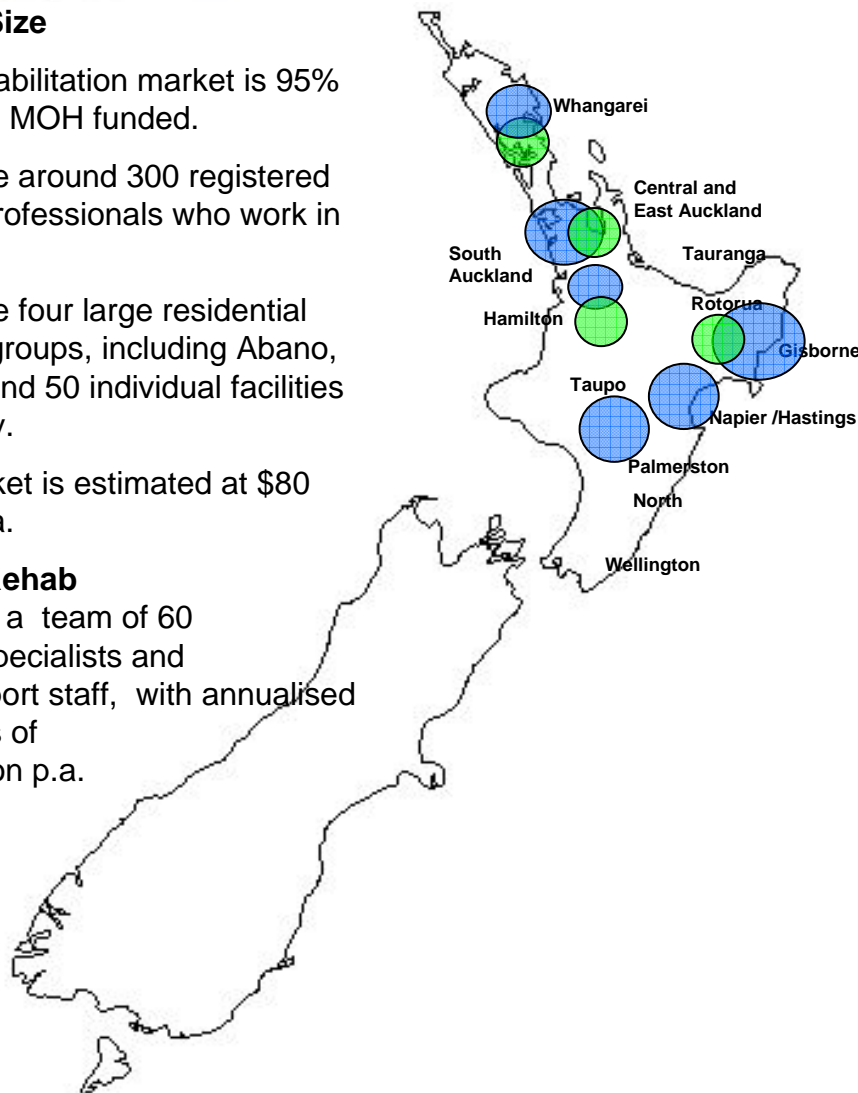 Size
abilitation market is 95%
MOH funded.
e around 300 registered
rofessionals who work in
e four large residential
groups, including Abano,
nd 50 individual facilities
y.
ket is estimated at $80
a.
Rehab
a team of 60
pecialists and
port staff, with annualised
s of
on p.a.
Whangarei
Central and
East Auckland
South
Auckland
Tauranga
Hamilton
Rotorua
Gisborne
Taupo
Napier /Hastings
Palmerston
North
Wellington